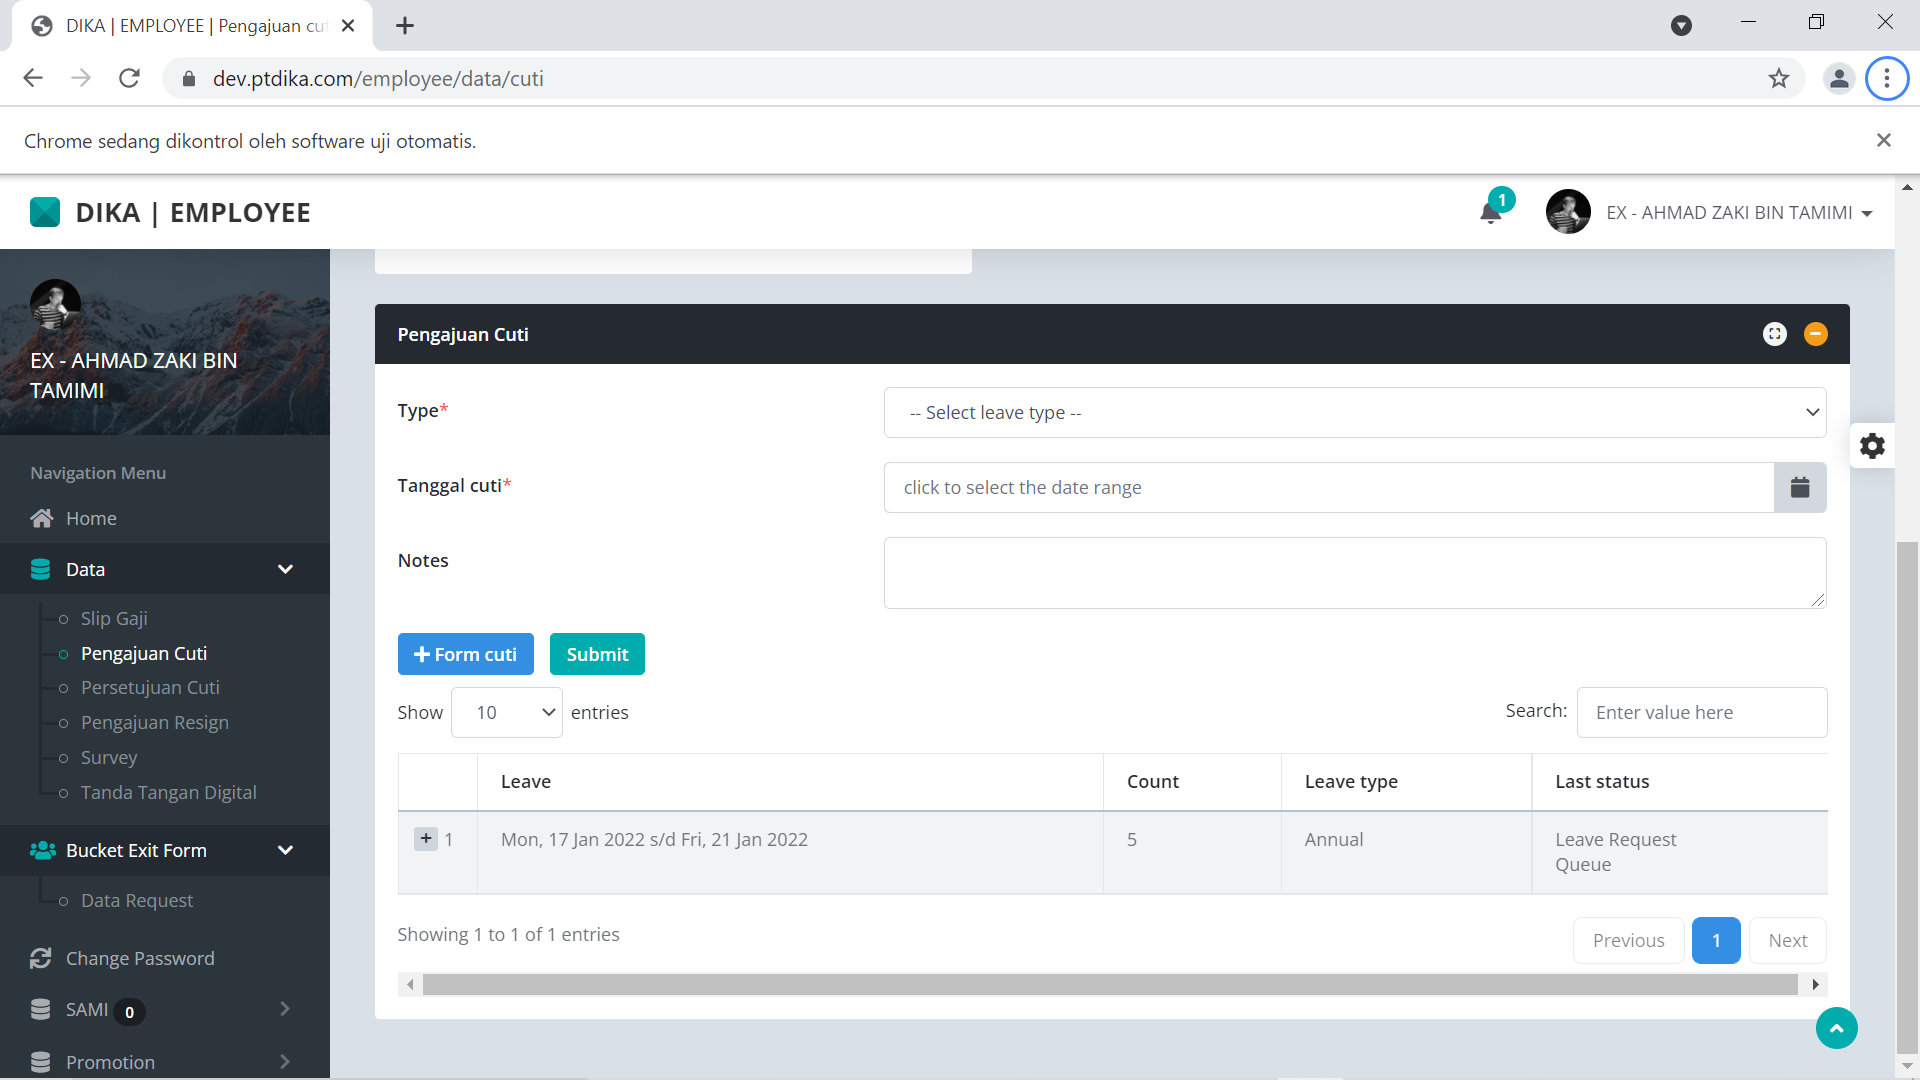 DIKA | EMPLOYEE | Pengajuan cu
dev.ptdika.com/employee/data/cuti
Chrome sedang dikontrol oleh software uji otomatis.
DIKA | EMPLOYEE
1
EX - AHMAD ZAKI BIN TAMIMI
EX - AHMAD ZAKI BIN
TAMIMI
Navigation Menu
Home
Data
Slip Gaji
Pengajuan Cuti
Persetujuan Cuti
Pengajuan Resign
Survey
Tanda Tangan Digital
Bucket Exit Form
Data Request
Change Password
SAMI 0
Promotion
Pengajuan Cuti
Type*
-- Select leave type --
Tanggal cuti*
click to select the date range
Notes
+ Form cuti
Submit
Show 10 entries
Search: Enter value here
Leave Count Leave type Last status
+ 1 Mon, 17 Jan 2022 s/d Fri, 21 Jan 2022 5 Annual Leave Request
Queue
Showing 1 to 1 of 1 entries
Previous 1 Next